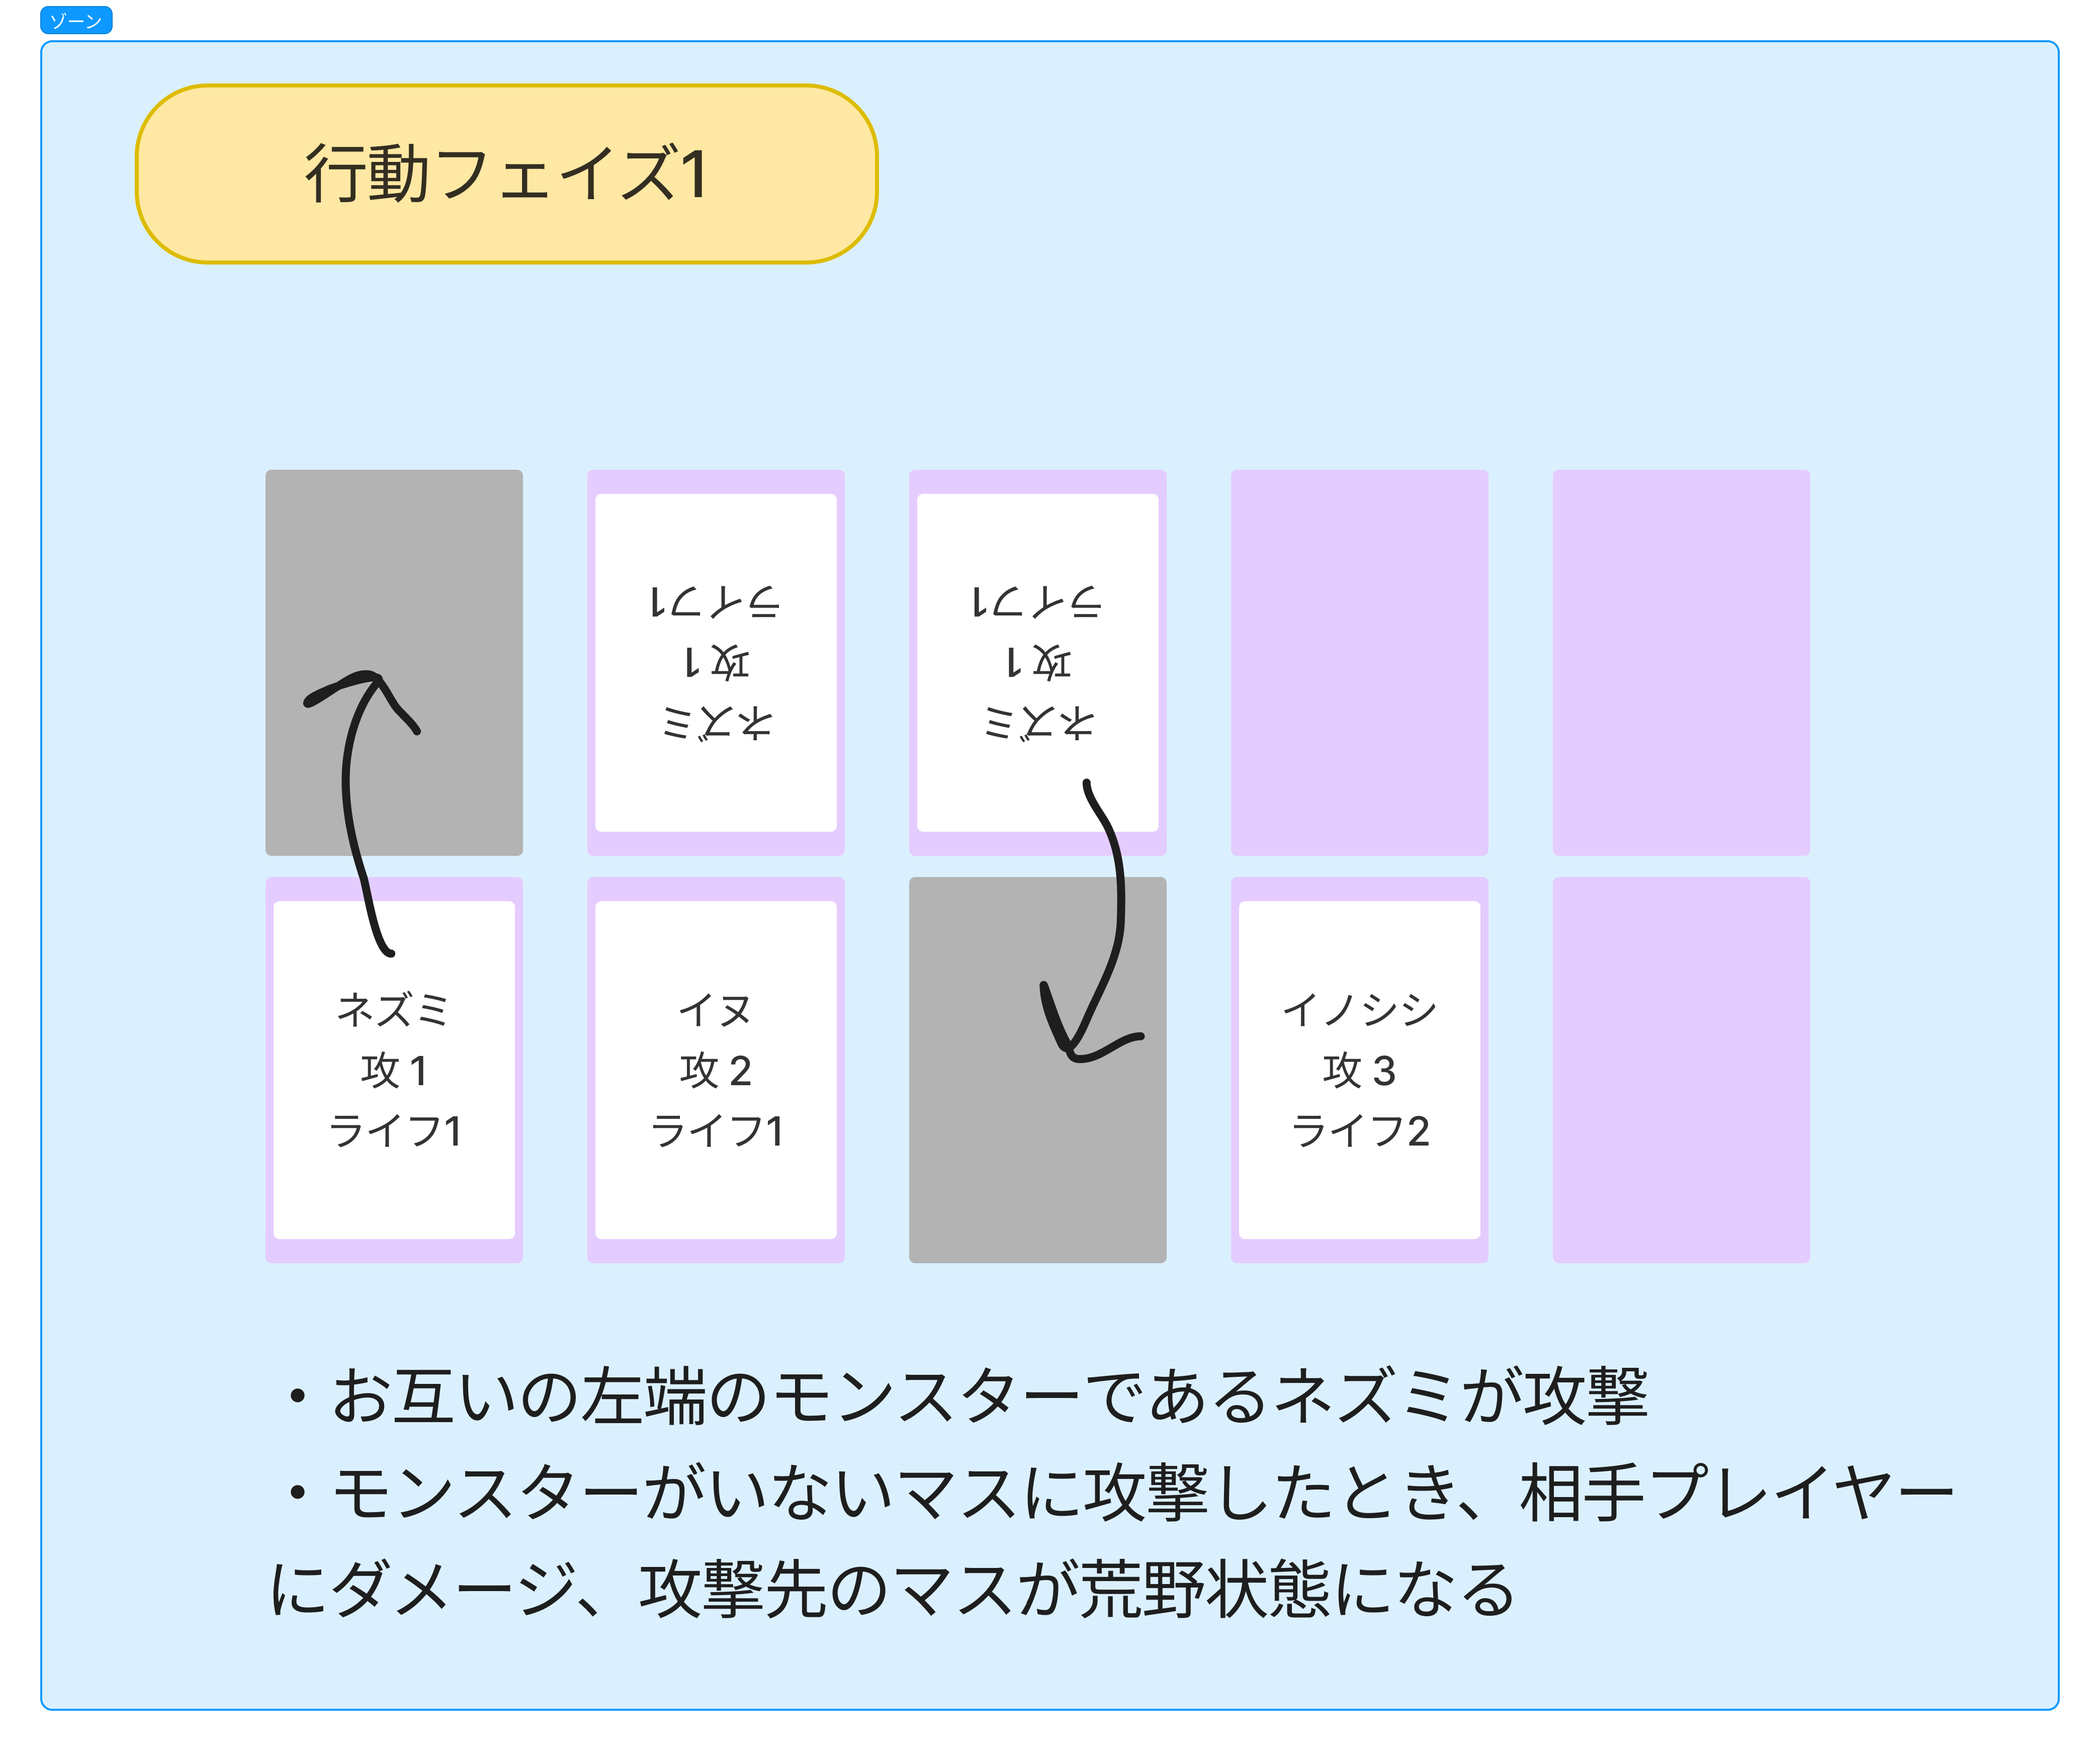 ゾーン
行動フェイズ1
ネズミ
攻 1
ライフ1
ネズミ
攻 1
ライフ1
ネズミ
攻 1
ライフ1
イヌ
攻 2
ライフ1
イノシシ
攻 3
ライフ2
・お互いの左端のモンスターであるネズミが攻撃
・モンスターがいないマスに攻撃したとき、相手プレイヤー
にダメージ、攻撃先のマスが荒野状態になる